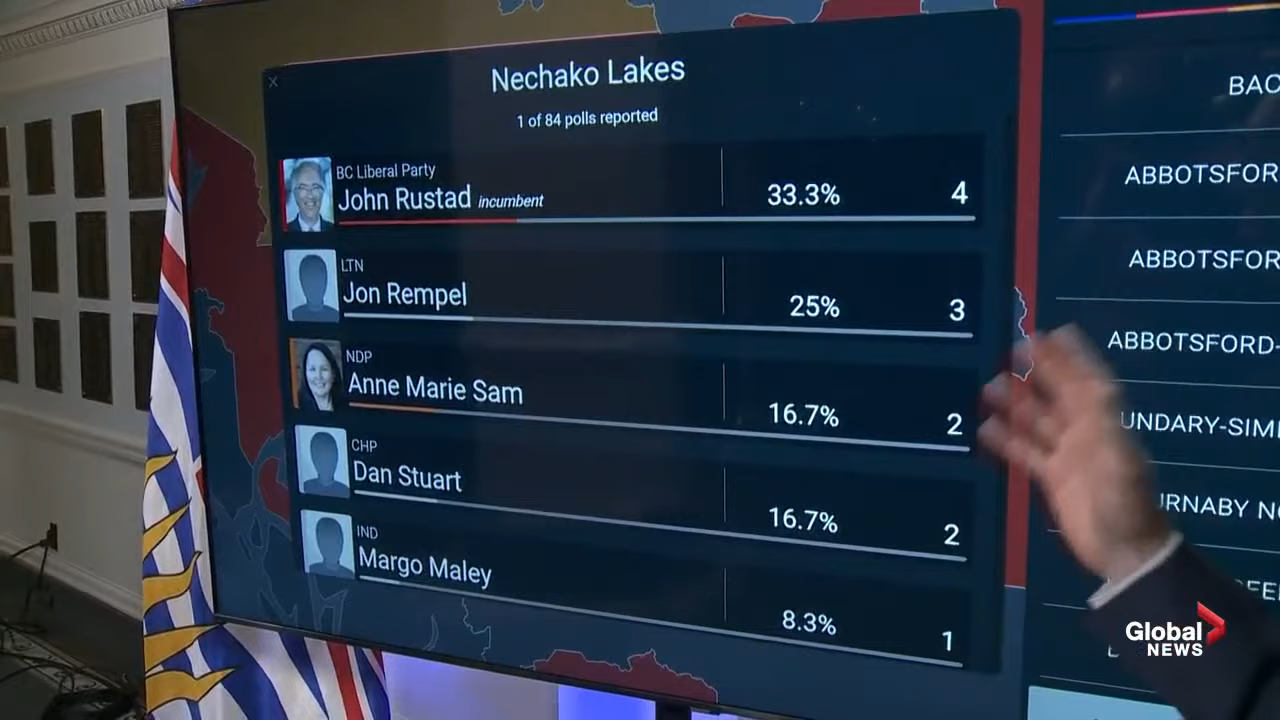 Nechako Lakes
1 of 84 polls reported
BC Liberal Party
John Rustad incumbent
33.3% 4
LTN
Jon Rempel
25% 3
NDP
Anne Marie Sam
16.7% 2
CHP
Dan Stuart
16.7% 2
IND
Margo Maley
8.3% 1
BAC
ABBOTSFOR
ABBOTSFOR
ABBOTSFORD-
UNDARY-SIMI
URNABY NO
Global
NEWS